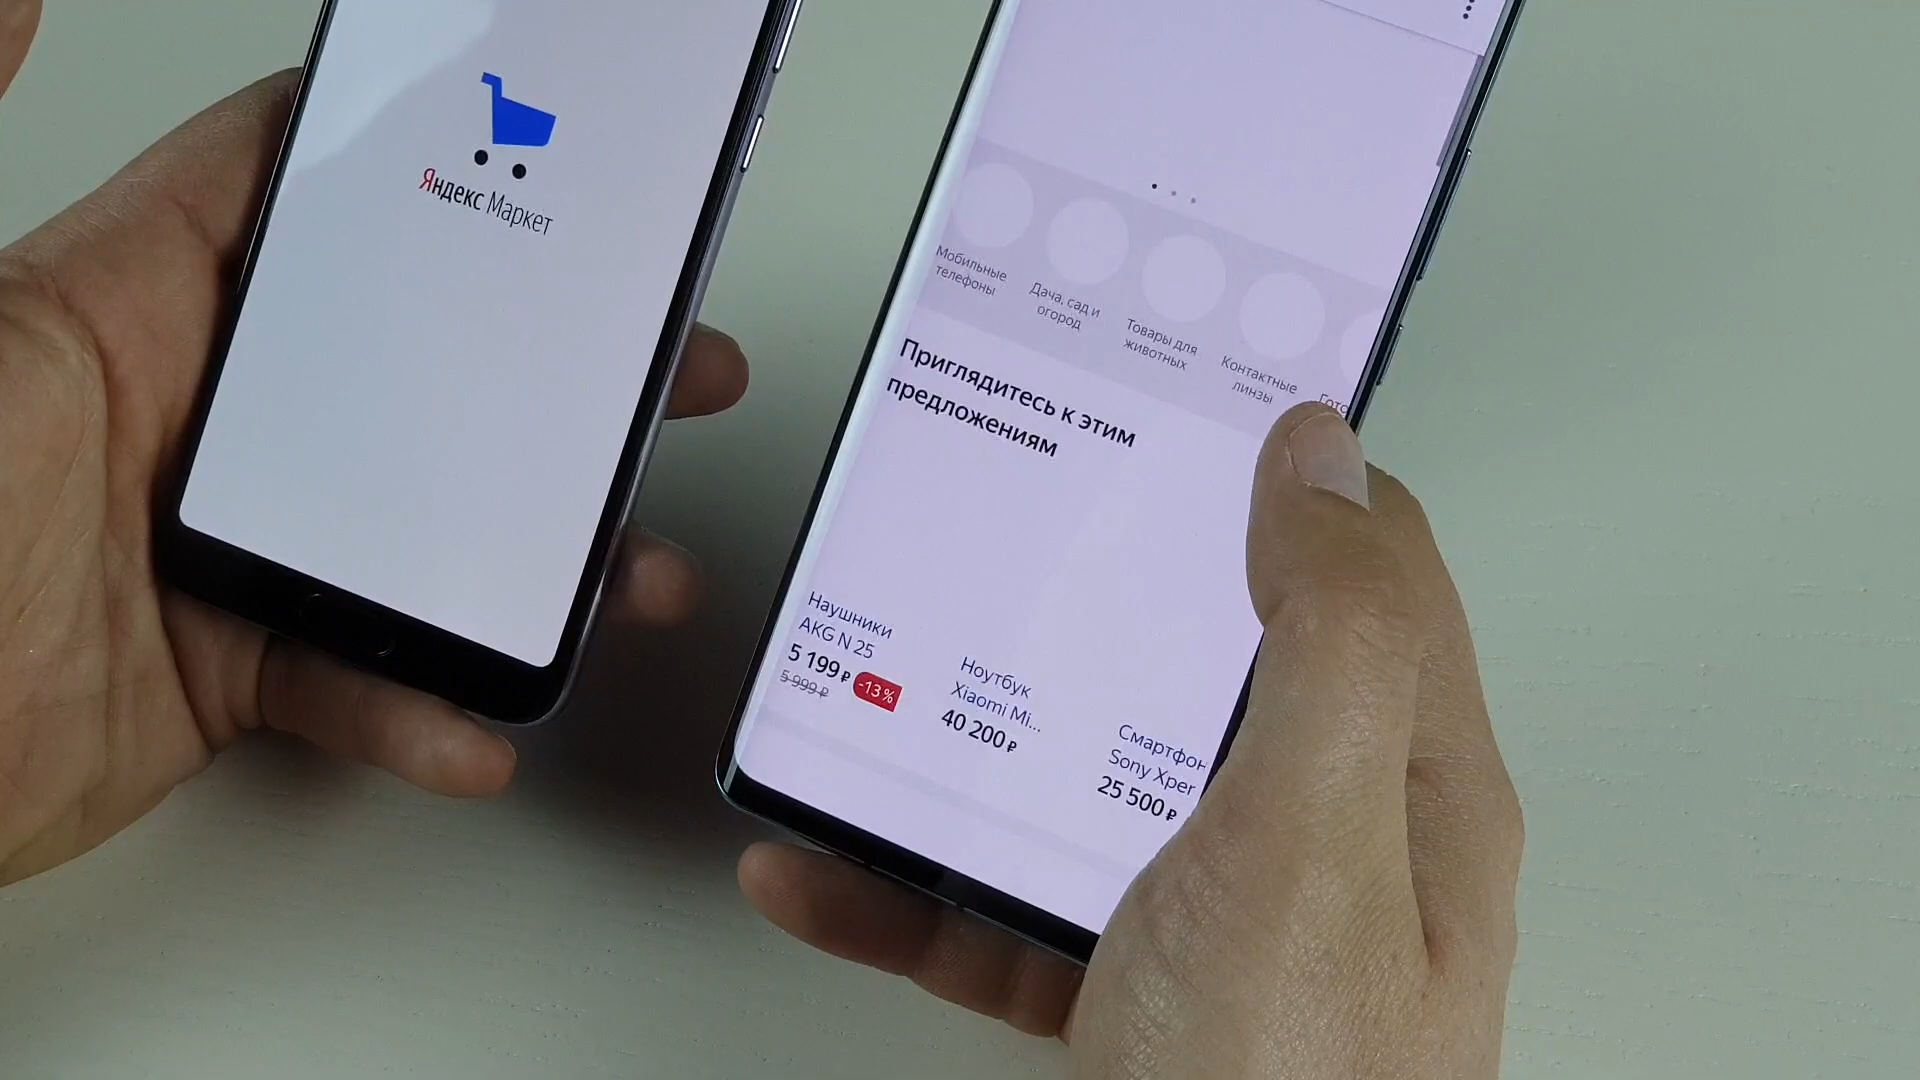 Яндекс Маркет
Мобильные
телефоны
Дача, сад и
огород
Товары для
животных
Контактные
линзы
Гото
Приглядитесь к этим
предложениям
Наушники
AKG N 25
5 199 ₽
-13%
5 999 ₽
Ноутбук
Xiaomi Mi...
40 200 ₽
Смартфон
Sony Xper
25 500 ₽